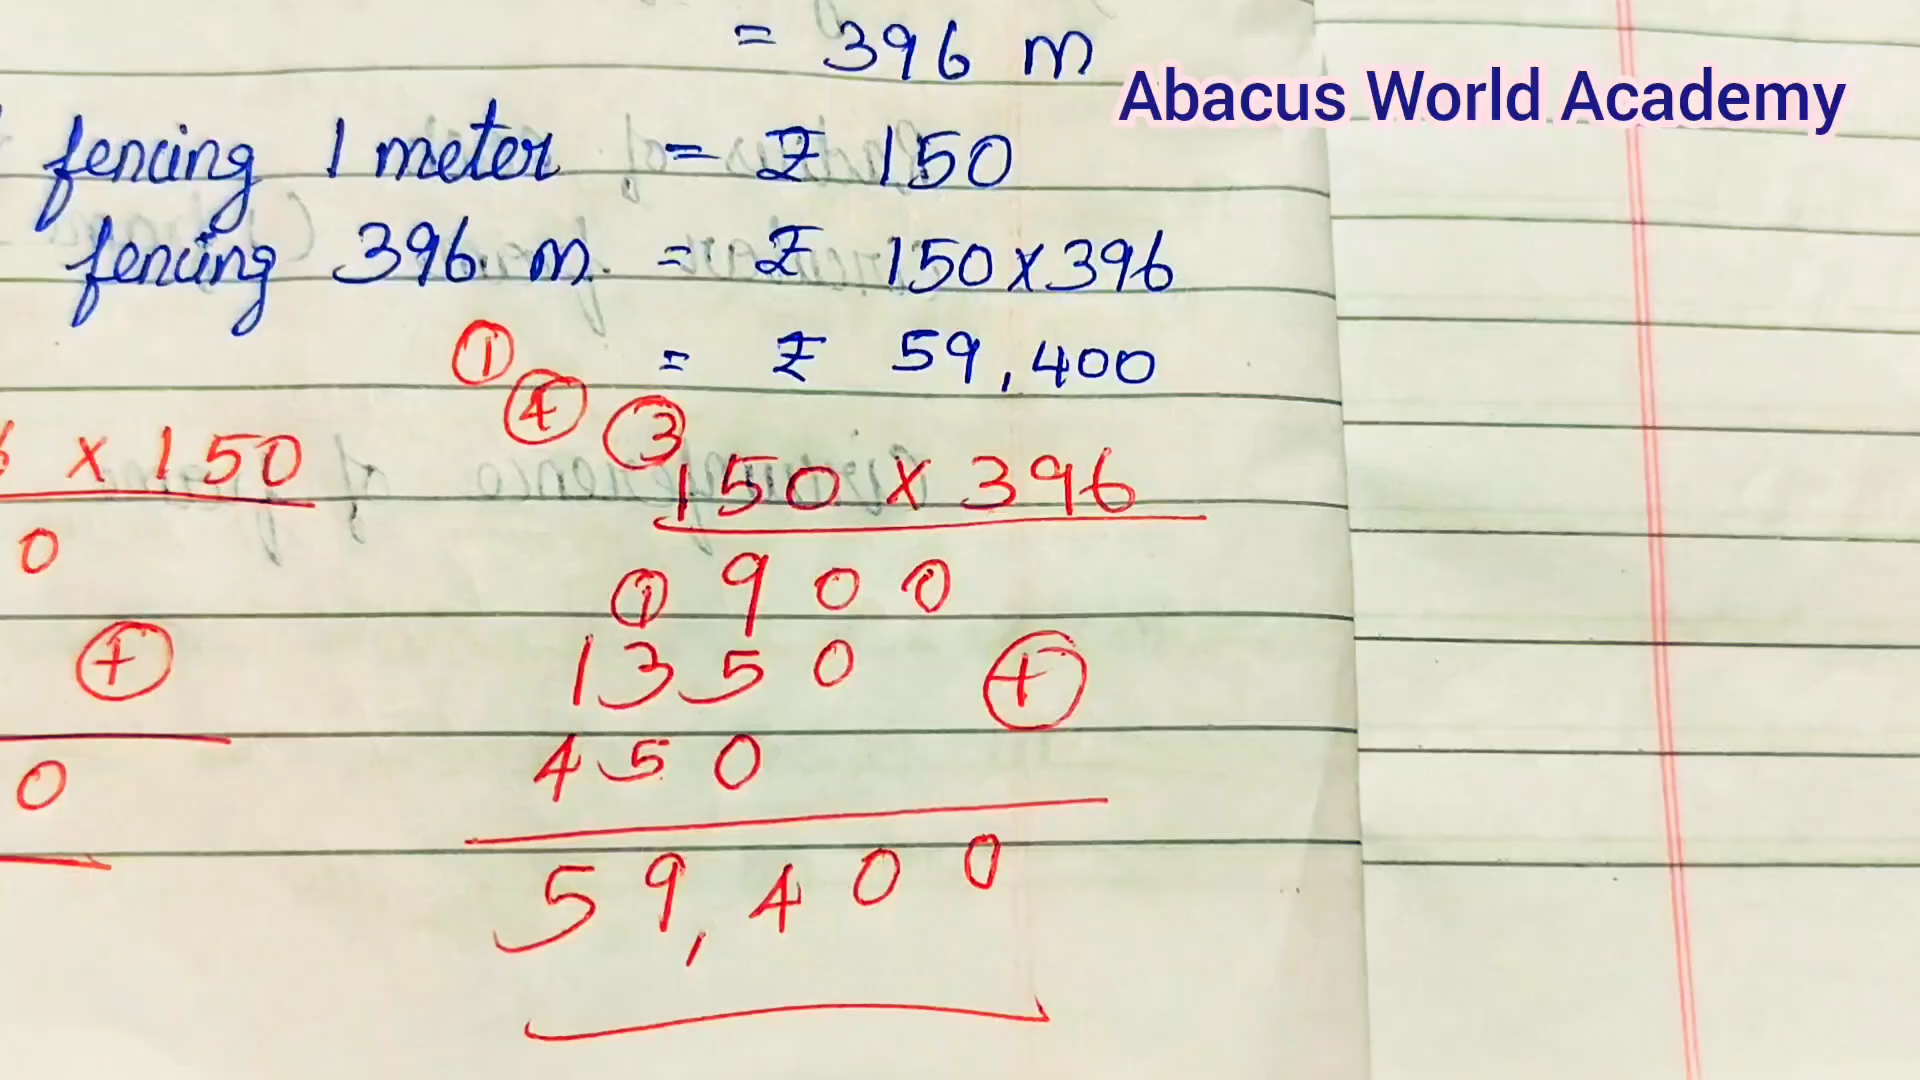 = 396 m
Abacus World Academy
fencing 1 meter = ₹ 150
fencing 396 m = ₹ 150 x 396
= ₹ 59,400
① ④ ③
x 150
150 x 396
0
① 9 0 0
1 3 5 0
+
+
4 5 0
0
5 9, 4 0 0